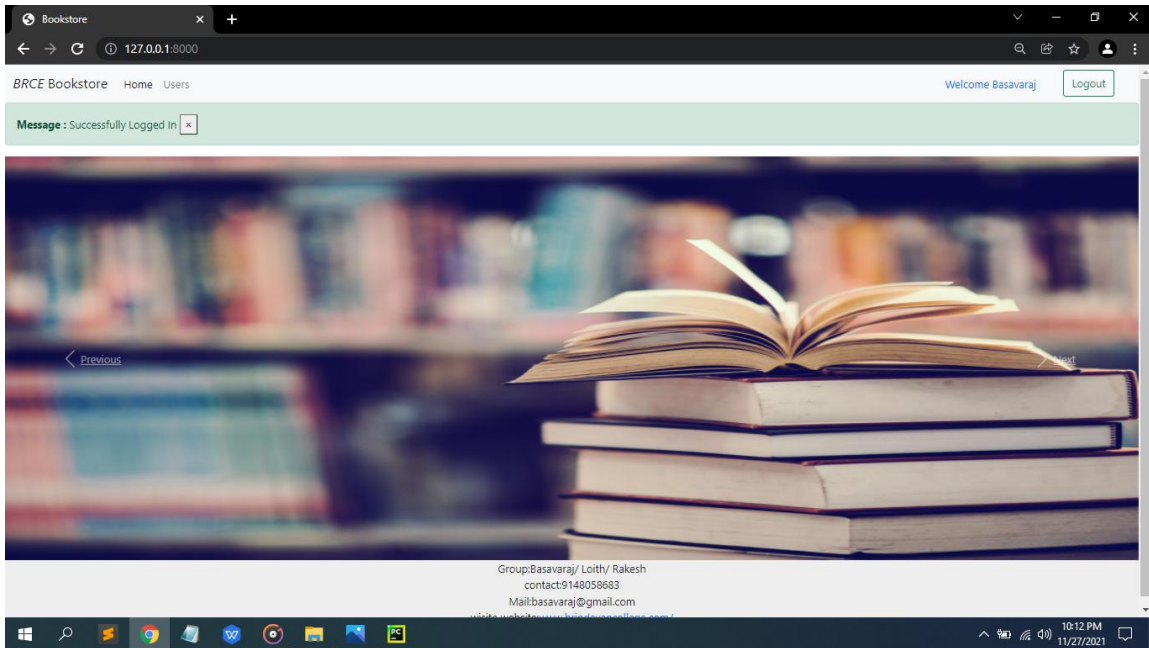 Bookstore
127.0.0.1:8000
BRCE Bookstore Home Users Welcome Basavaraj Logout
Message : Successfully Logged In ×
Previous Next
Group:Basavaraj/ Loith/ Rakesh
contact:9148058683
Mail:basavaraj@gmail.com
10:12 PM
11/27/2021